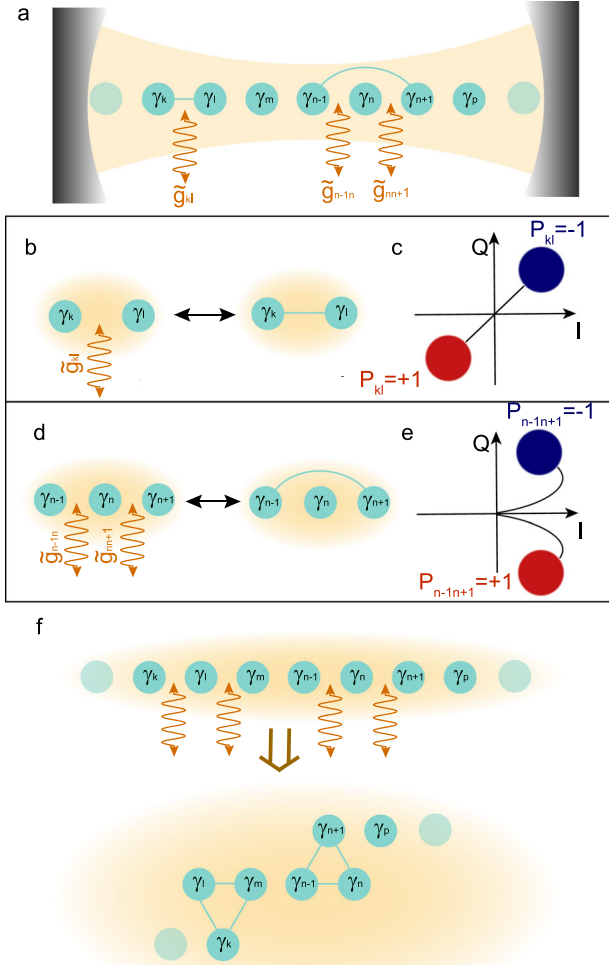 a
γk γl γm γn-1 γn γn+1 γp
g̃kl g̃n-1n g̃nn+1
b
γk γl
g̃kl
γk γl
c
Q
I
Pkl=-1
Pkl=+1
d
γn-1 γn γn+1
g̃n-1n g̃nn+1
γn-1 γn γn+1
e
Pn-1n+1=-1
Q
I
Pn-1n+1=+1
f
γk γl γm γn-1 γn γn+1 γp
γn+1 γp
γl γm γn-1 γn
γk